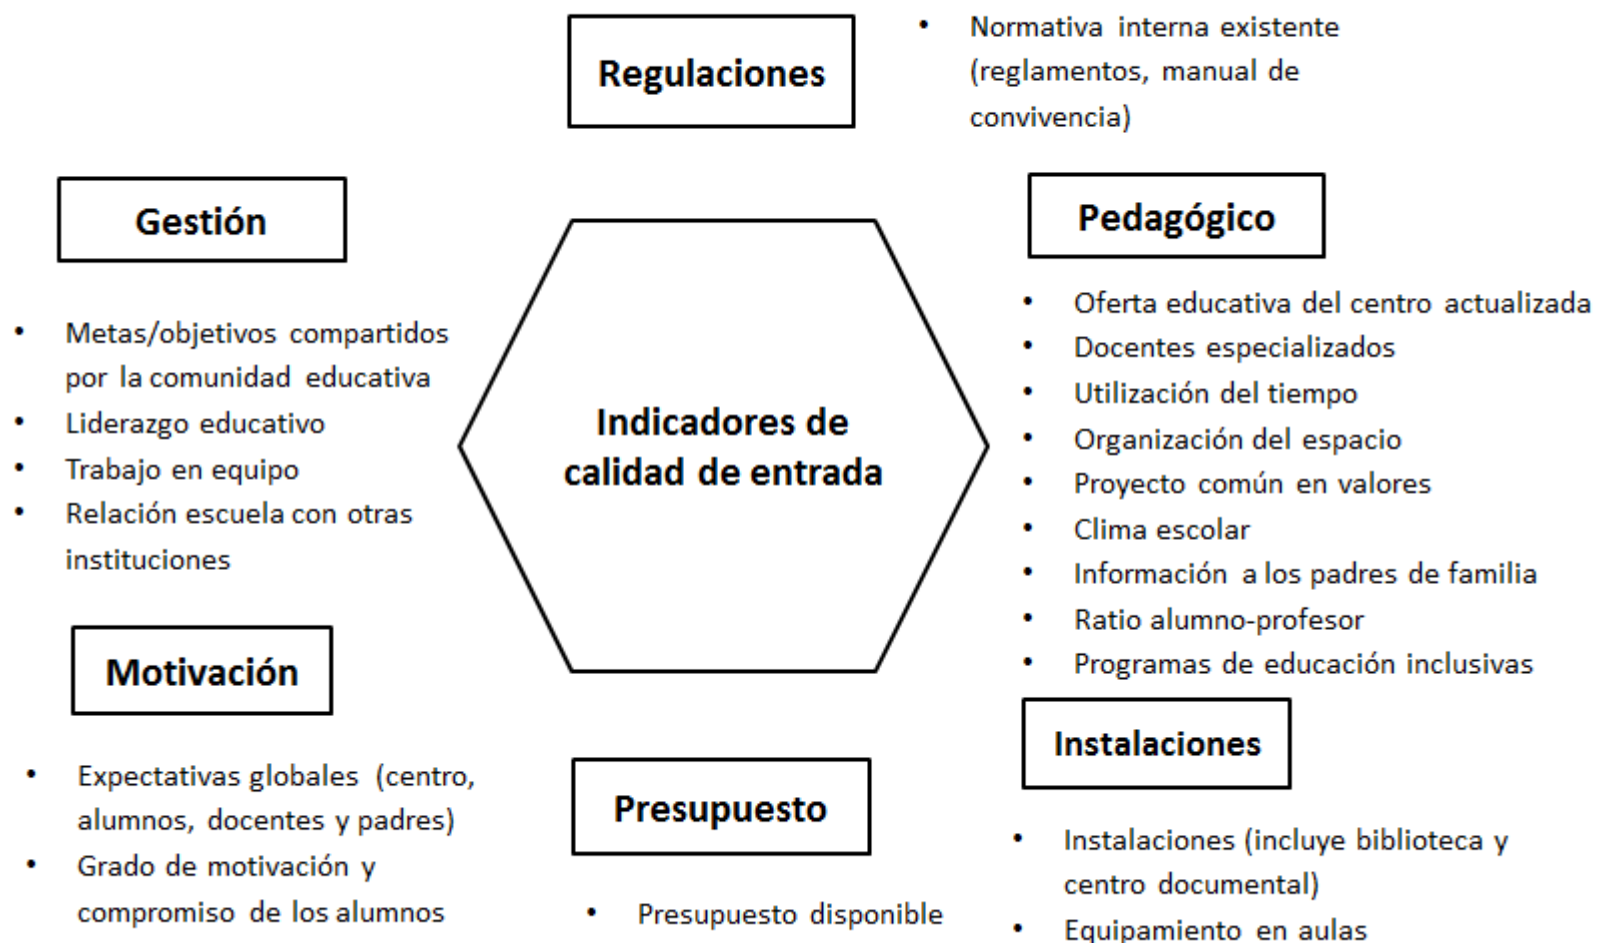 Regulaciones
• Normativa interna existente
(reglamentos, manual de
convivencia)
Gestión
• Metas/objetivos compartidos
por la comunidad educativa
• Liderazgo educativo
• Trabajo en equipo
• Relación escuela con otras
instituciones
Indicadores de
calidad de entrada
Pedagógico
• Oferta educativa del centro actualizada
• Docentes especializados
• Utilización del tiempo
• Organización del espacio
• Proyecto común en valores
• Clima escolar
• Información a los padres de familia
• Ratio alumno-profesor
• Programas de educación inclusivas
Motivación
• Expectativas globales (centro,
alumnos, docentes y padres)
• Grado de motivación y
compromiso de los alumnos
Presupuesto
• Presupuesto disponible
Instalaciones
• Instalaciones (incluye biblioteca y
centro documental)
• Equipamiento en aulas